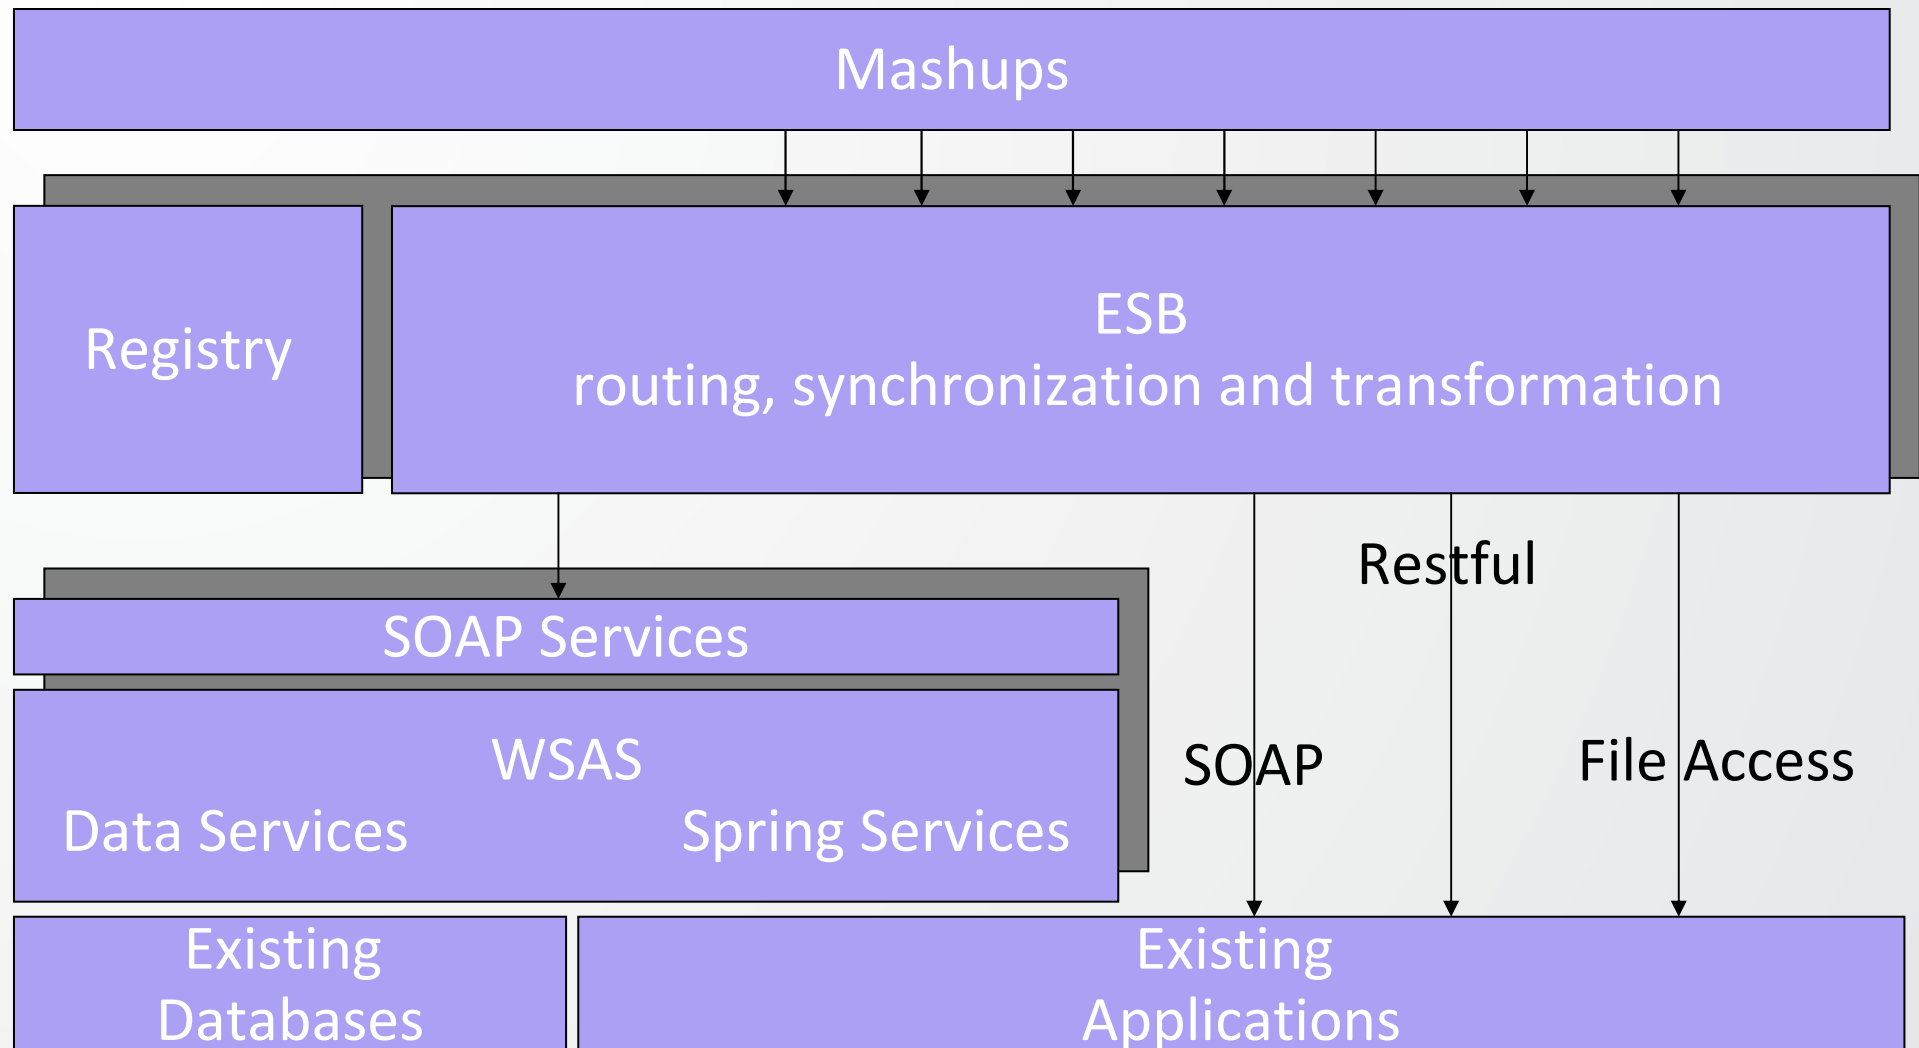 Mashups
Registry
ESB
routing, synchronization and transformation
Restful
SOAP Services
WSAS
SOAP
File Access
Data Services
Spring Services
Existing
Databases
Existing
Applications